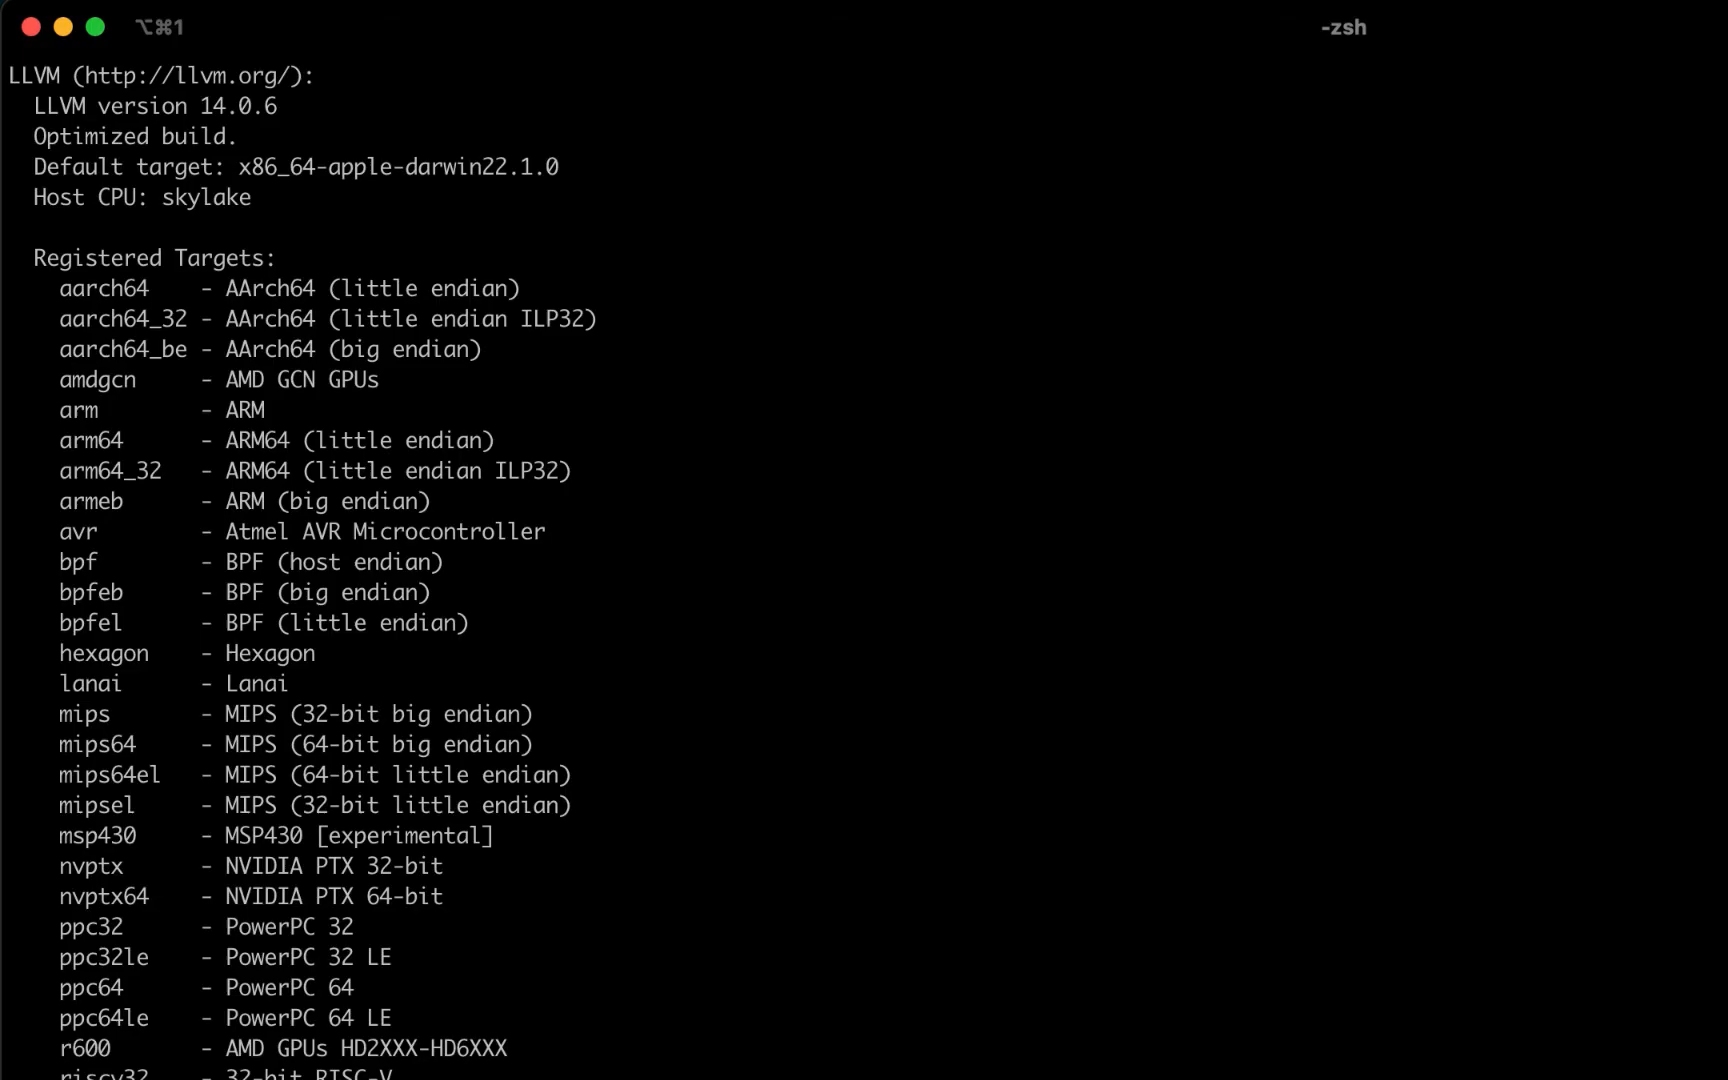 ⌥⌘1
-zsh
LLVM (http://llvm.org/):
  LLVM version 14.0.6
  Optimized build.
  Default target: x86_64-apple-darwin22.1.0
  Host CPU: skylake

  Registered Targets:
    aarch64    - AArch64 (little endian)
    aarch64_32 - AArch64 (little endian ILP32)
    aarch64_be - AArch64 (big endian)
    amdgcn     - AMD GCN GPUs
    arm        - ARM
    arm64      - ARM64 (little endian)
    arm64_32   - ARM64 (little endian ILP32)
    armeb      - ARM (big endian)
    avr        - Atmel AVR Microcontroller
    bpf        - BPF (host endian)
    bpfeb      - BPF (big endian)
    bpfel      - BPF (little endian)
    hexagon    - Hexagon
    lanai      - Lanai
    mips       - MIPS (32-bit big endian)
    mips64     - MIPS (64-bit big endian)
    mips64el   - MIPS (64-bit little endian)
    mipsel     - MIPS (32-bit little endian)
    msp430     - MSP430 [experimental]
    nvptx      - NVIDIA PTX 32-bit
    nvptx64    - NVIDIA PTX 64-bit
    ppc32      - PowerPC 32
    ppc32le    - PowerPC 32 LE
    ppc64      - PowerPC 64
    ppc64le    - PowerPC 64 LE
    r600       - AMD GPUs HD2XXX-HD6XXX
    riscv32    - 32-bit RISC-V